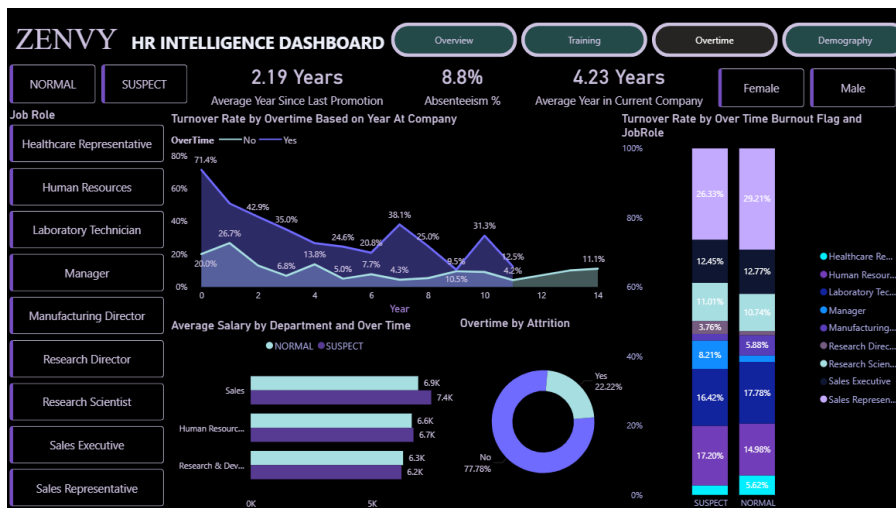 ZENVY HR INTELLIGENCE DASHBOARD
Overview
Training
Overtime
Demography
NORMAL
SUSPECT
2.19 Years
Average Year Since Last Promotion
8.8%
Absenteeism %
4.23 Years
Average Year in Current Company
Female
Male
Job Role
Healthcare Representative
Human Resources
Laboratory Technician
Manager
Manufacturing Director
Research Director
Research Scientist
Sales Executive
Sales Representative
Turnover Rate by Overtime Based on Year At Company
OverTime No Yes
80%
60%
40%
20%
0%
71.4%
42.9%
35.0%
24.6%
20.8%
38.1%
25.0%
9.5%
31.3%
12.5%
20.0%
26.7%
6.8%
13.8%
5.0%
7.7%
4.3%
10.5%
4.2%
11.1%
0 2 4 6 8 10 12 14
Year
Average Salary by Department and Over Time
NORMAL SUSPECT
Sales
6.9K
7.4K
Human Resourc...
6.6K
6.7K
Research & Dev...
6.3K
6.2K
0K 5K
Overtime by Attrition
Yes
22.22%
No
77.78%
Turnover Rate by Over Time Burnout Flag and
JobRole
100%
80%
60%
40%
20%
0%
26.33%
12.45%
11.01%
3.76%
8.21%
16.42%
17.20%
29.21%
12.77%
10.74%
5.88%
17.78%
14.98%
5.62%
SUSPECT NORMAL
Healthcare Re...
Human Resour...
Laboratory Tec...
Manager
Manufacturing...
Research Direc...
Research Scien...
Sales Executive
Sales Represen...